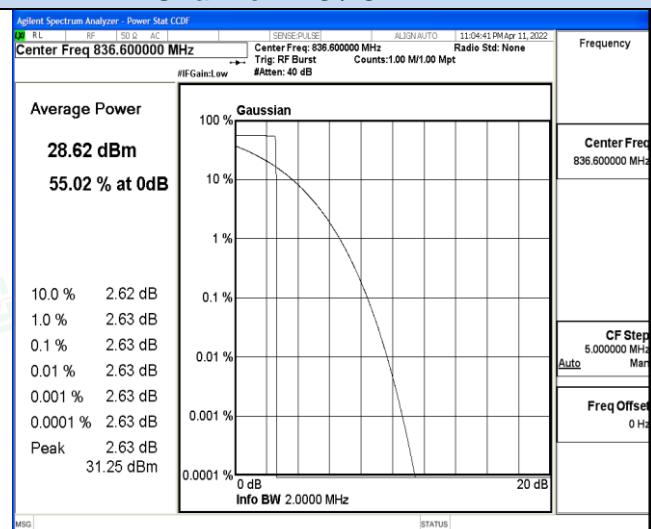 Agilent Spectrum Analyzer - Power Stat CCDF
RL RF 50 Ω AC SENSE:PULSE ALIGN AUTO 11:04:41 PM Apr 11, 2022
Center Freq 836.600000 MHz
Center Freq: 836.600000 MHz Radio Std: None
Trig: RF Burst Counts:1.00 M/1.00 Mpt
#IFGain:Low #Atten: 40 dB
Frequency
Average Power
28.62 dBm
55.02 % at 0dB
10.0 % 2.62 dB
1.0 % 2.63 dB
0.1 % 2.63 dB
0.01 % 2.63 dB
0.001 % 2.63 dB
0.0001 % 2.63 dB
Peak 2.63 dB
31.25 dBm
Gaussian
100 %
10 %
1 %
0.1 %
0.01 %
0.001 %
0.0001 %
0 dB 20 dB
Info BW 2.0000 MHz
Center Freq
836.600000 MHz
CF Step
5.000000 MHz
Auto Man
Freq Offset
0 Hz
MSG STATUS